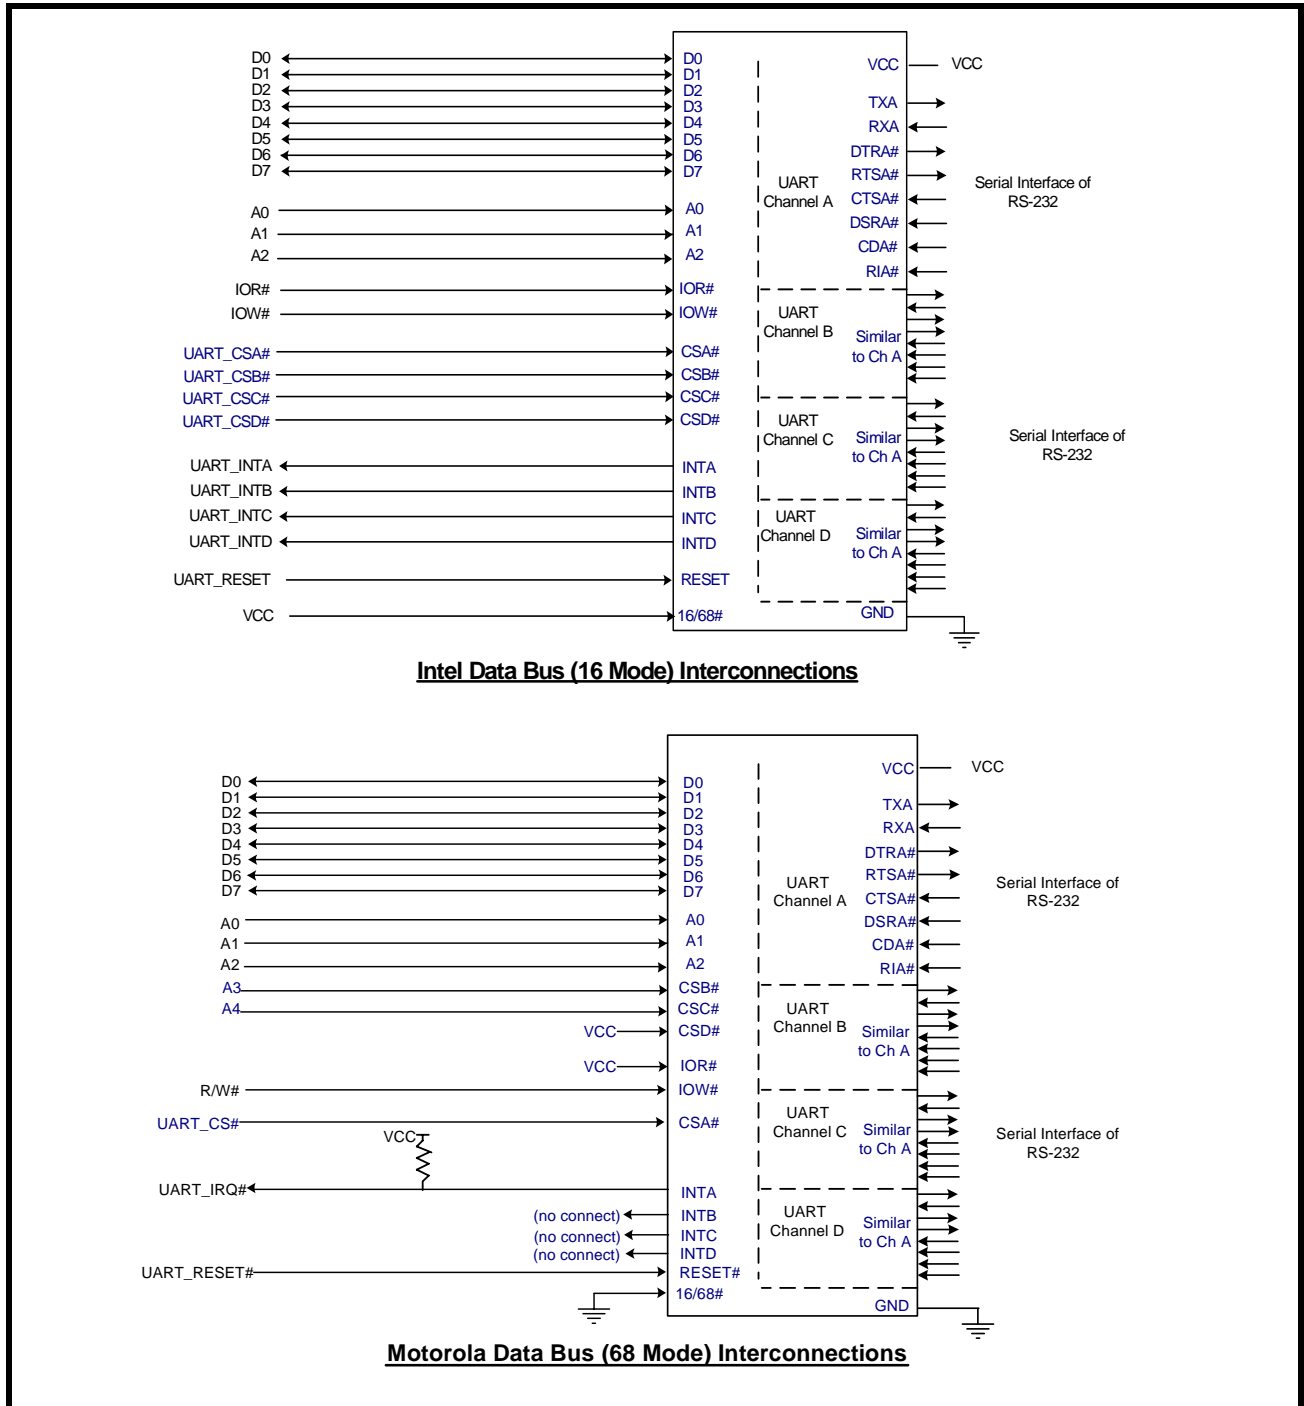 D0 D0 VCC VCC
D1 D1
D2 D2
D3 D3 TXA
D4 D4 RXA
D5 D5 DTRA#
D6 D6
D7 D7 RTSA#
UART
Channel A
Serial Interface of
RS-232
A0 A0 CTSA#
A1 A1 DSRA#
A2 A2 CDA#
RIA#
IOR# IOR#
IOW# IOW#
UART
Channel B
Similar
to Ch A
UART_CSA# CSA#
UART_CSB# CSB#
UART_CSC# CSC#
UART_CSD# CSD#
UART
Channel C
Similar
to Ch A
Serial Interface of
RS-232
UART_INTA INTA
UART_INTB INTB
UART_INTC INTC
UART_INTD INTD
UART
Channel D
Similar
to Ch A
UART_RESET RESET
VCC 16/68# GND
Intel Data Bus (16 Mode) Interconnections
VCC VCC
D0 D0
D1 D1
D2 D2 TXA
D3 D3 RXA
D4 D4
D5 D5 DTRA#
D6 D6 RTSA#
D7 D7
UART
Channel A
Serial Interface of
RS-232
CTSA#
A0 A0 DSRA#
A1 A1 CDA#
A2 A2 RIA#
A3 CSB#
A4 CSC#
VCC CSD#
UART
Channel B
Similar
to Ch A
VCC IOR#
R/W# IOW#
UART_CS# CSA#
VCC
UART
Channel C
Similar
to Ch A
Serial Interface of
RS-232
UART_IRQ# INTA
(no connect) INTB
(no connect) INTC
(no connect) INTD
UART
Channel D
Similar
to Ch A
UART_RESET# RESET#
16/68# GND
Motorola Data Bus (68 Mode) Interconnections